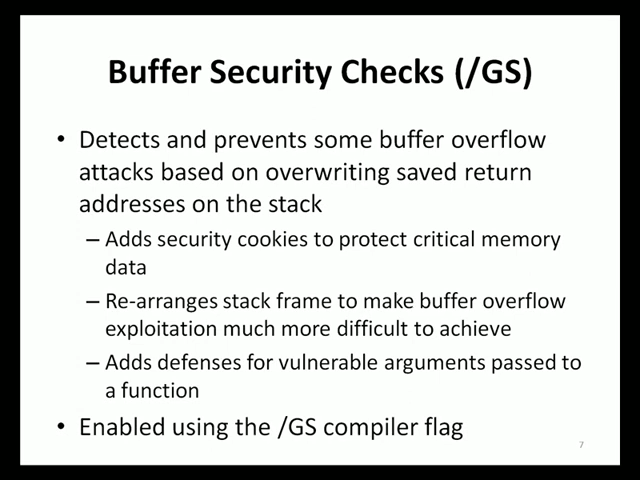 Buffer Security Checks (/GS)
• Detects and prevents some buffer overflow
attacks based on overwriting saved return
addresses on the stack
– Adds security cookies to protect critical memory
data
– Re-arranges stack frame to make buffer overflow
exploitation much more difficult to achieve
– Adds defenses for vulnerable arguments passed to
a function
• Enabled using the /GS compiler flag
7